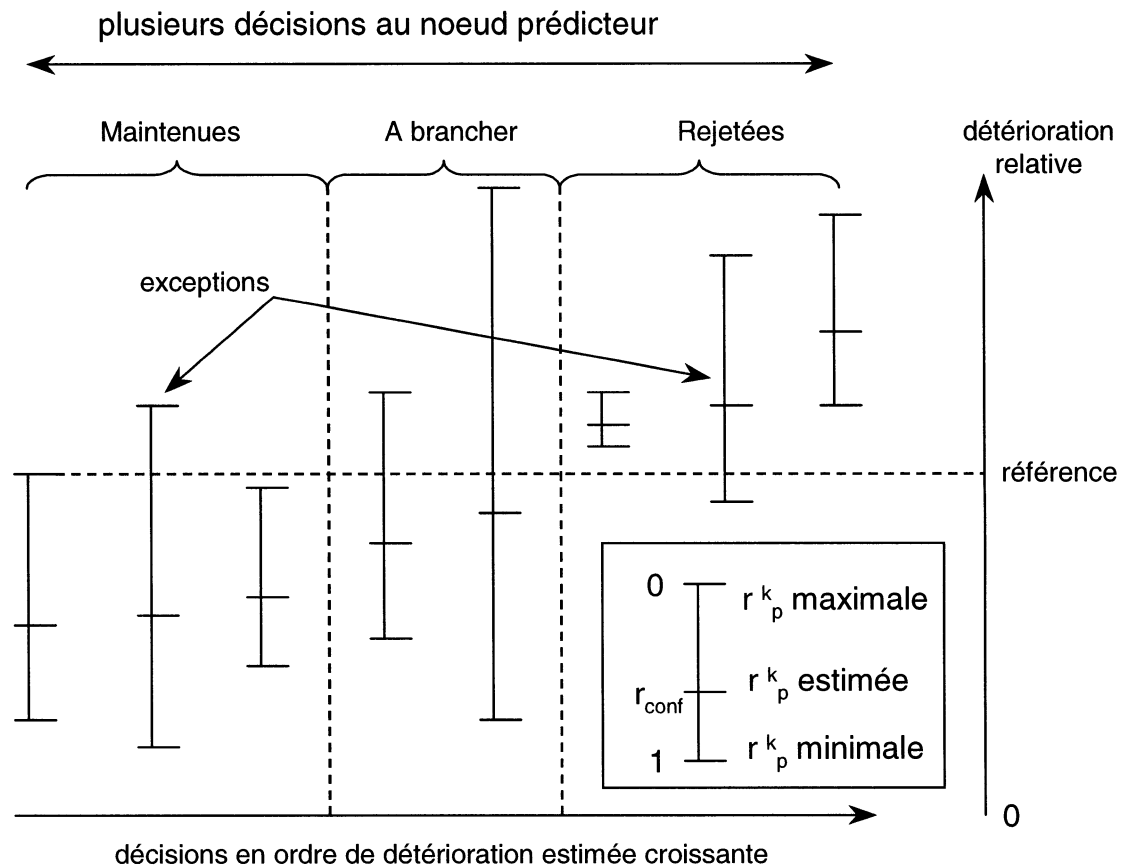 plusieurs décisions au noeud prédicteur
Maintenues
A brancher
Rejetées
détérioration
relative
exceptions
référence
0
r k p maximale
r conf
r k p estimée
1
r k p minimale
0
décisions en ordre de détérioration estimée croissante